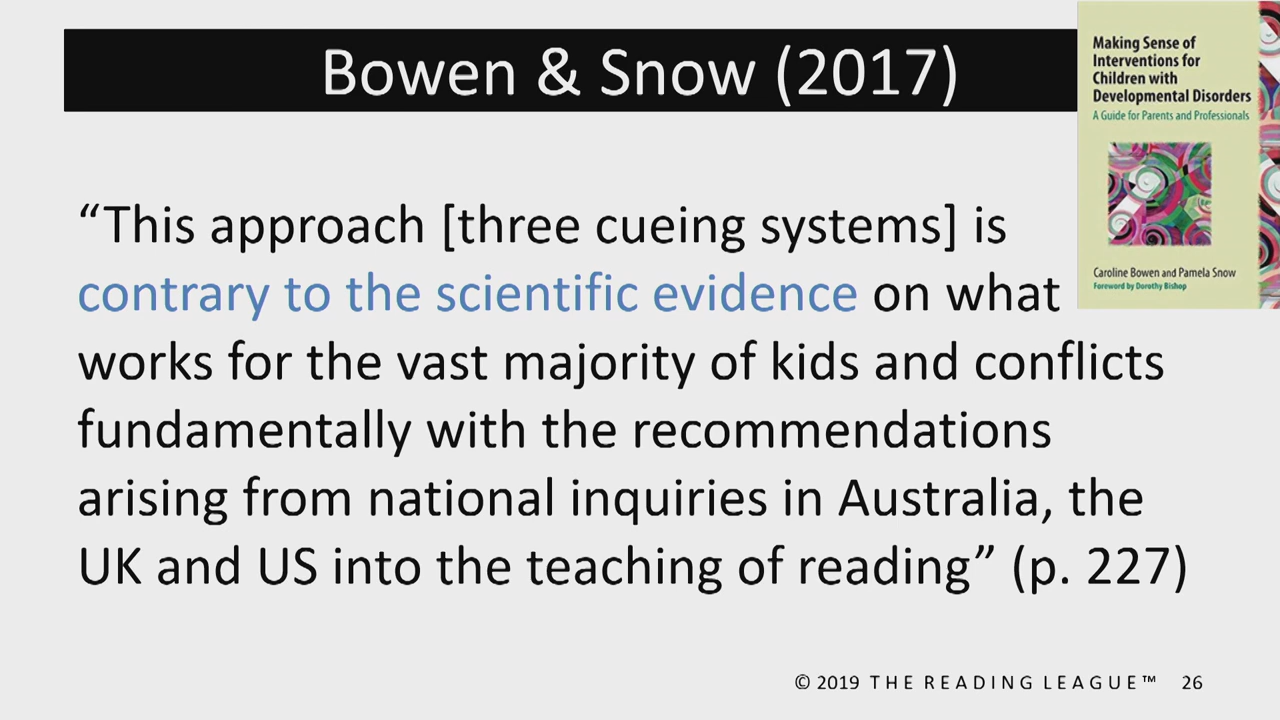 Bowen & Snow (2017)
Making Sense of
Interventions for
Children with
Developmental Disorders
A Guide for Parents and Professionals
Caroline Bowen and Pamela Snow
Foreword by Dorothy Bishop
“This approach [three cueing systems] is
contrary to the scientific evidence on what
works for the vast majority of kids and conflicts
fundamentally with the recommendations
arising from national inquiries in Australia, the
UK and US into the teaching of reading” (p. 227)
© 2019 THE READING LEAGUE™ 26